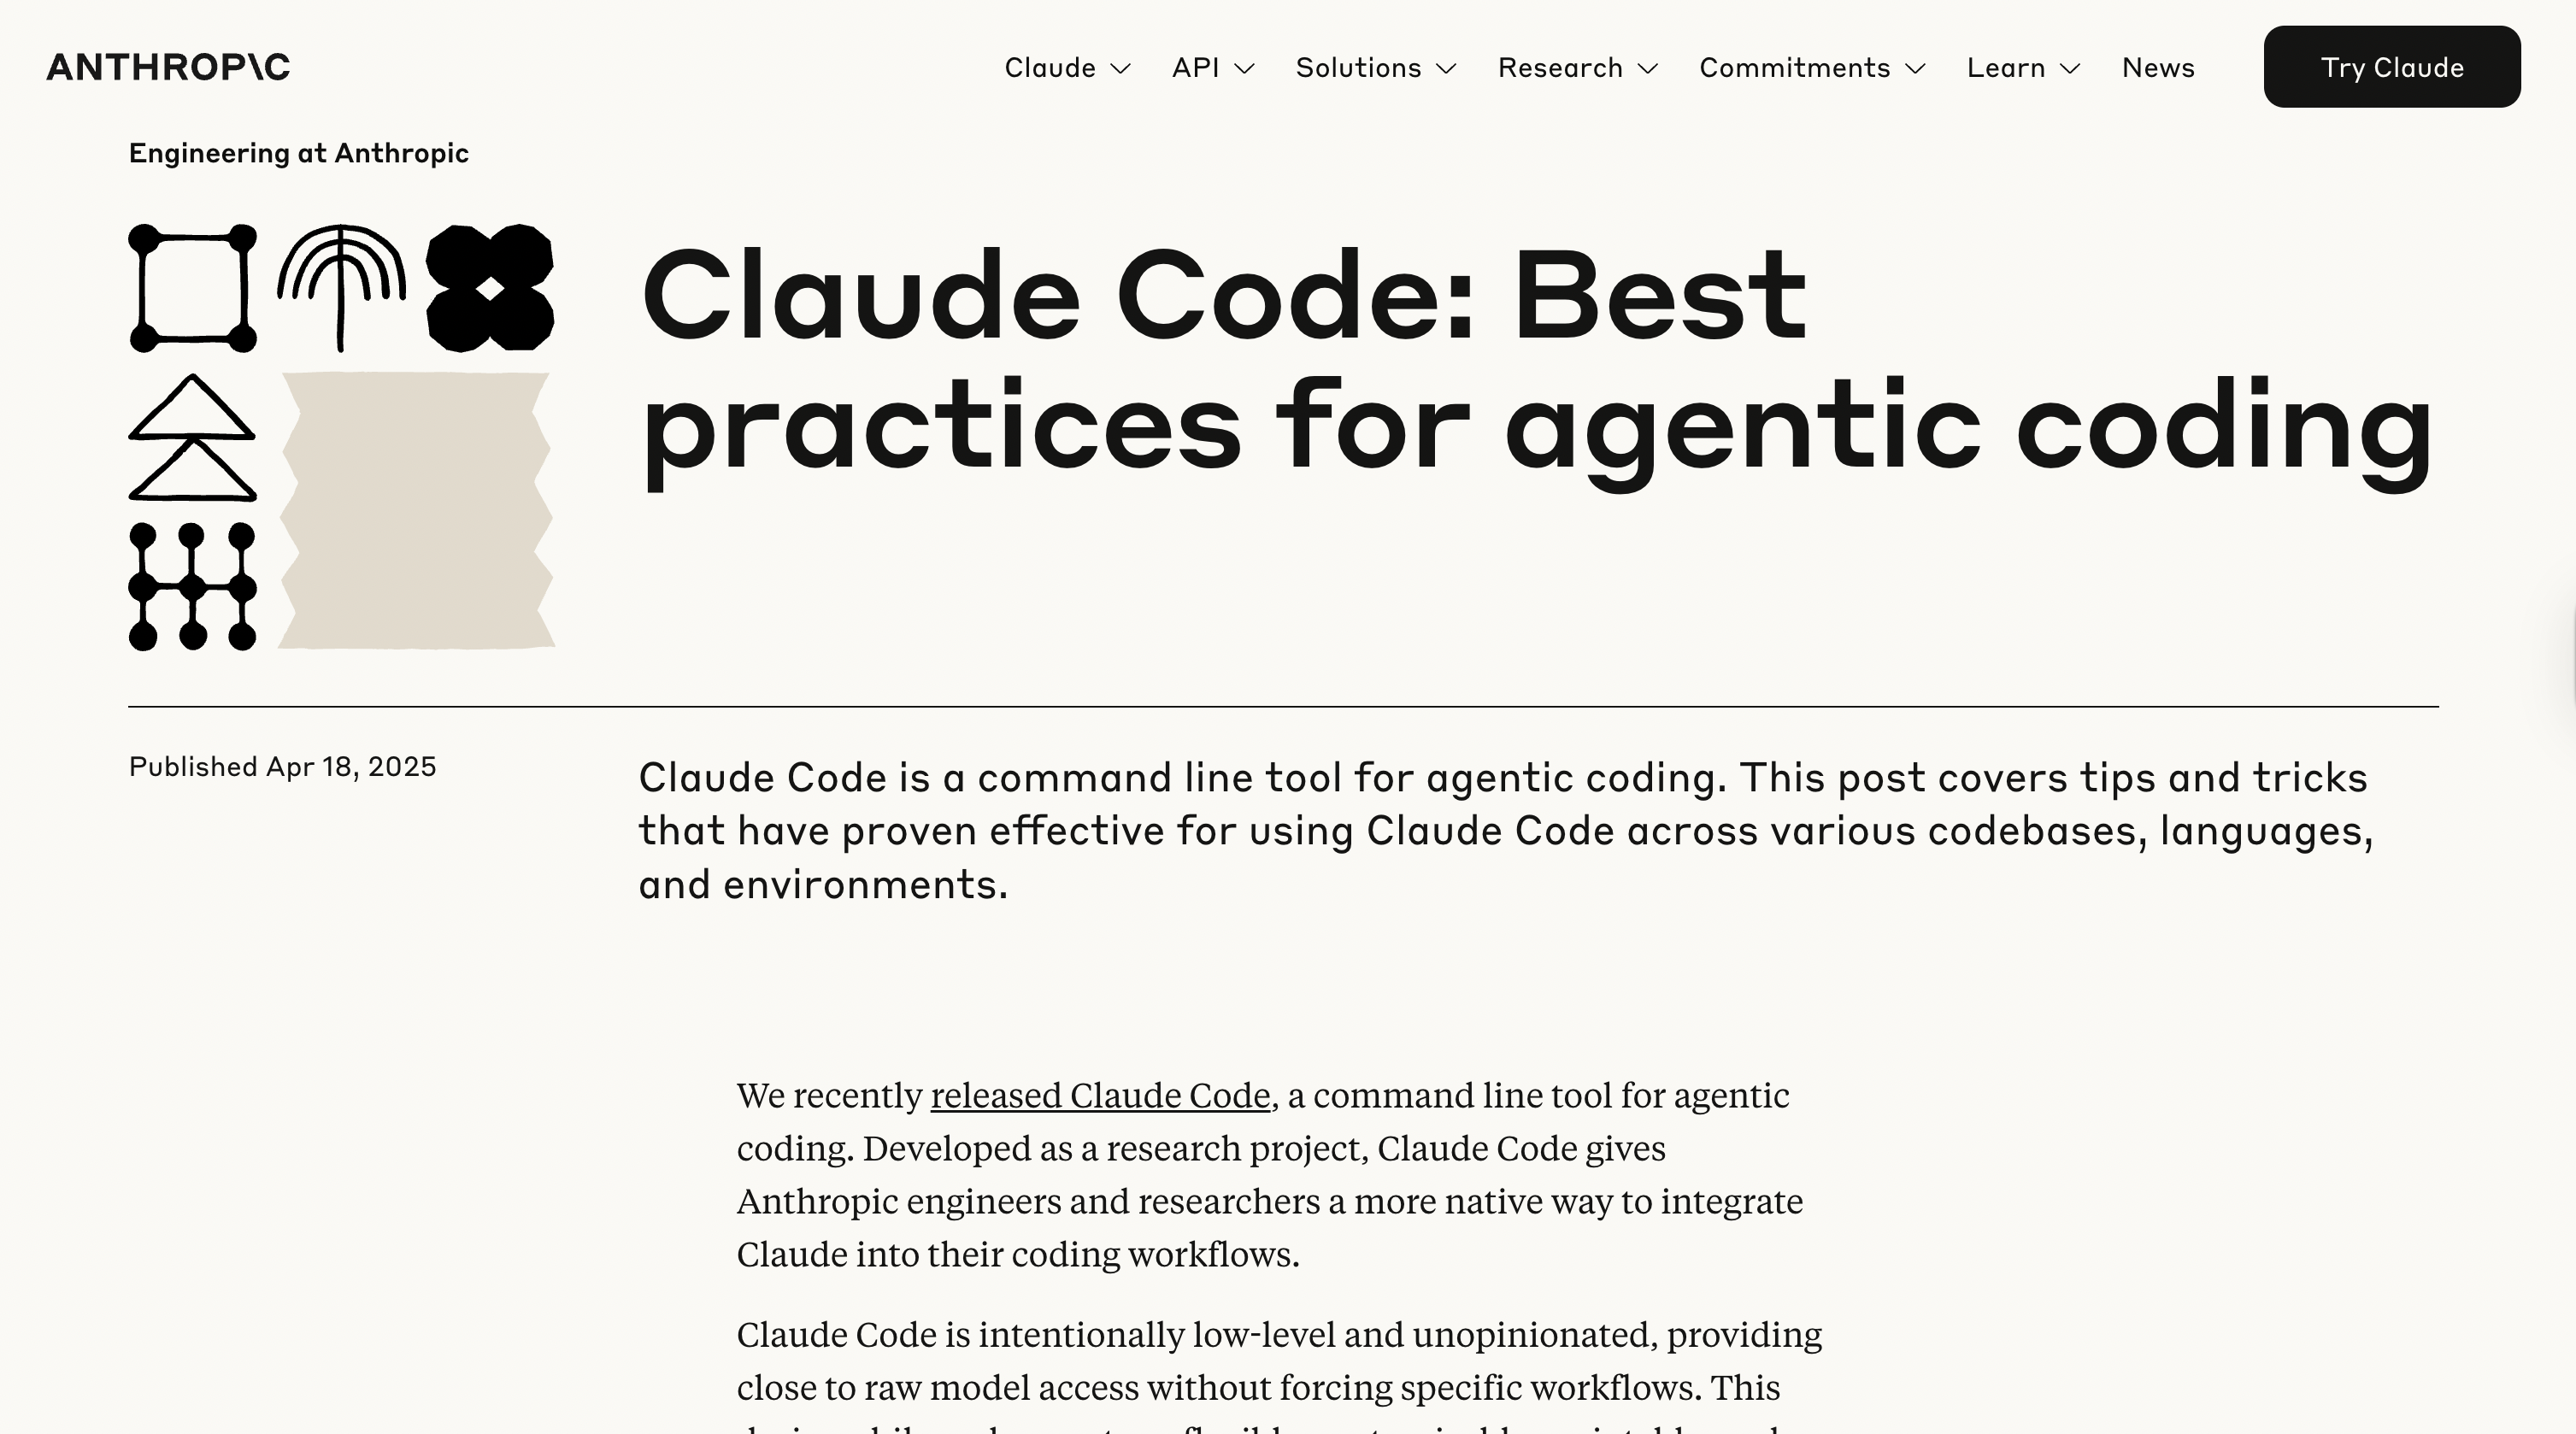 ANTHROP\C
Claude API Solutions Research Commitments Learn News Try Claude
Engineering at Anthropic
Claude Code: Best
practices for agentic coding
Published Apr 18, 2025
Claude Code is a command line tool for agentic coding. This post covers tips and tricks
that have proven effective for using Claude Code across various codebases, languages,
and environments.
We recently released Claude Code, a command line tool for agentic
coding. Developed as a research project, Claude Code gives
Anthropic engineers and researchers a more native way to integrate
Claude into their coding workflows.
Claude Code is intentionally low-level and unopinionated, providing
close to raw model access without forcing specific workflows. This